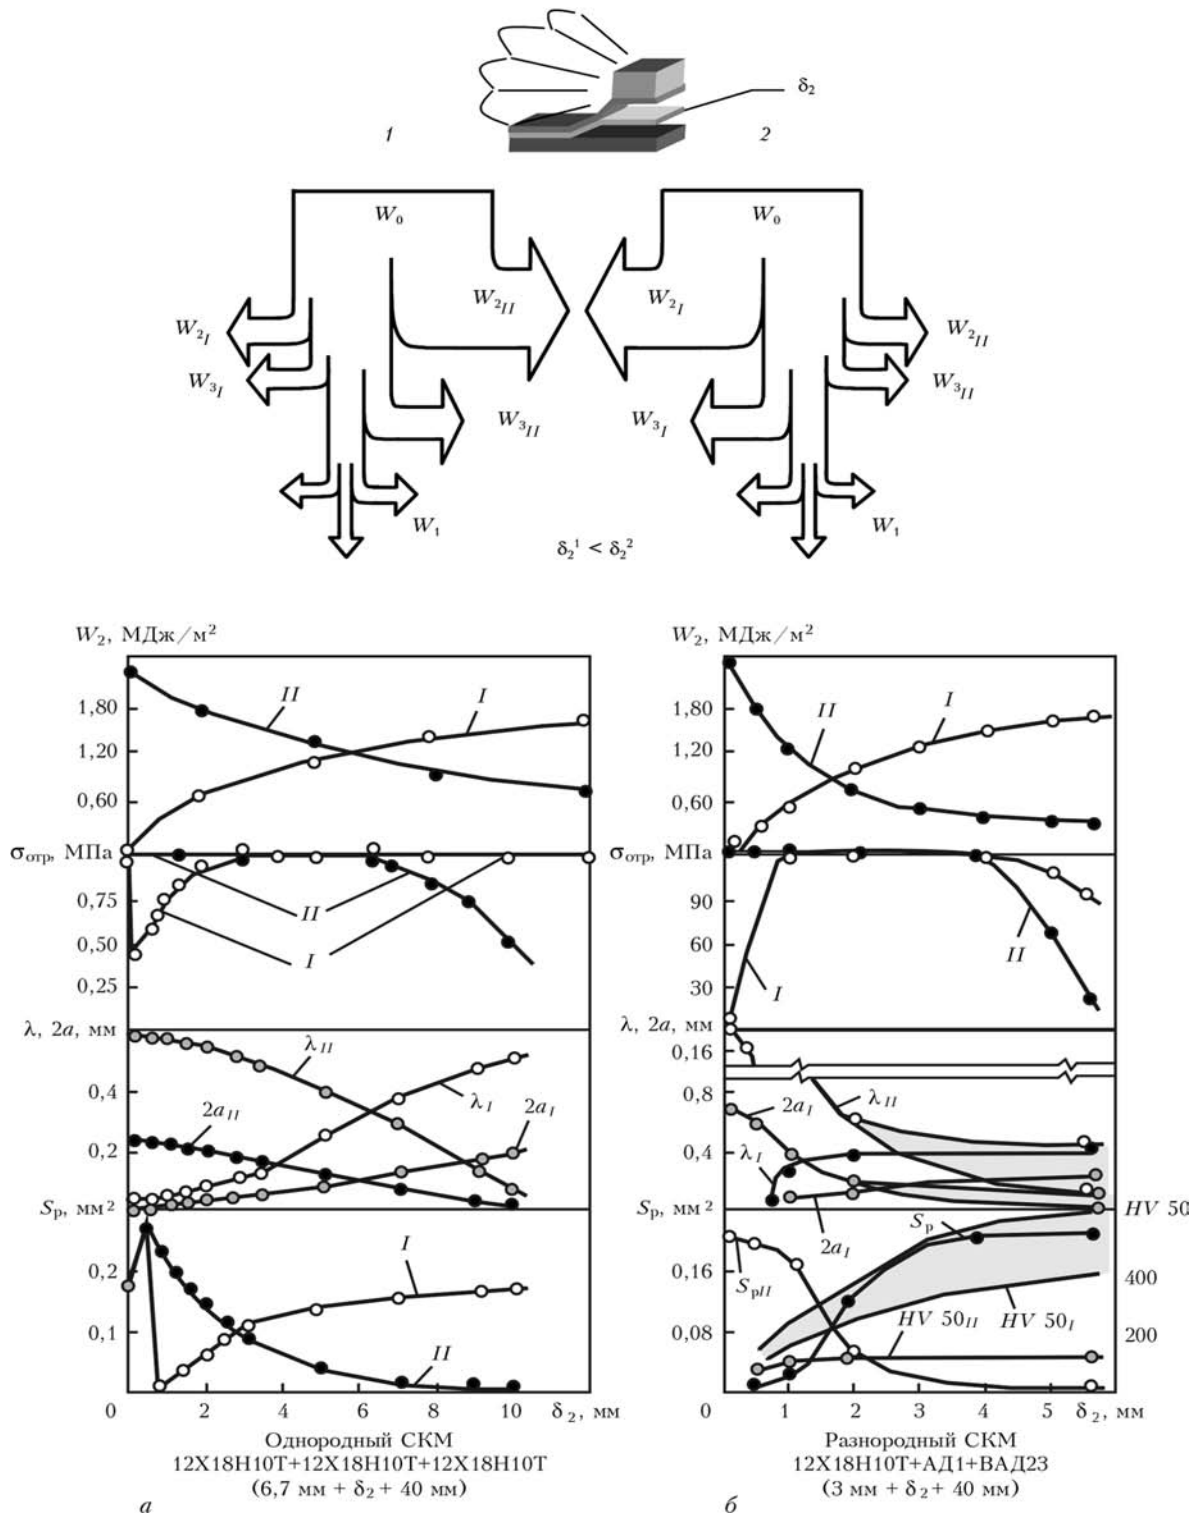 δ₂
1 2
W₀ W₀
W₂II W₂I
W₂I W₂II
W₃I W₃II
W₃II W₃I
W₁ W₁
δ₂¹ < δ₂²
W₂, МДж/м²
II
I
1,80
1,20
0,60
σотр, МПа
0,75
II
0,50
I
0,25
λ, 2a, мм
λII
0,4
λI
2aI
2aII
0,2
Sр, мм²
I
0,2
0,1
II
0 2 4 6 8 10 δ₂, мм
Однородный СКМ
12Х18Н10Т+12Х18Н10Т+12Х18Н10Т
(6,7 мм + δ₂ + 40 мм)
а
W₂, МДж/м²
II
I
1,80
1,20
0,60
σотр, МПа
90
60
II
30
I
λ, 2a, мм
0,16
0,8
2aI
λII
0,4
λI
Sр, мм²
HV 50
Sр
2aI
0,16
SрII
400
HV 50II
HV 50I
0,08
200
0 1 2 3 4 5 δ₂, мм
Разнородный СКМ
12Х18Н10Т+АД1+ВАД23
(3 мм + δ₂ + 40 мм)
б